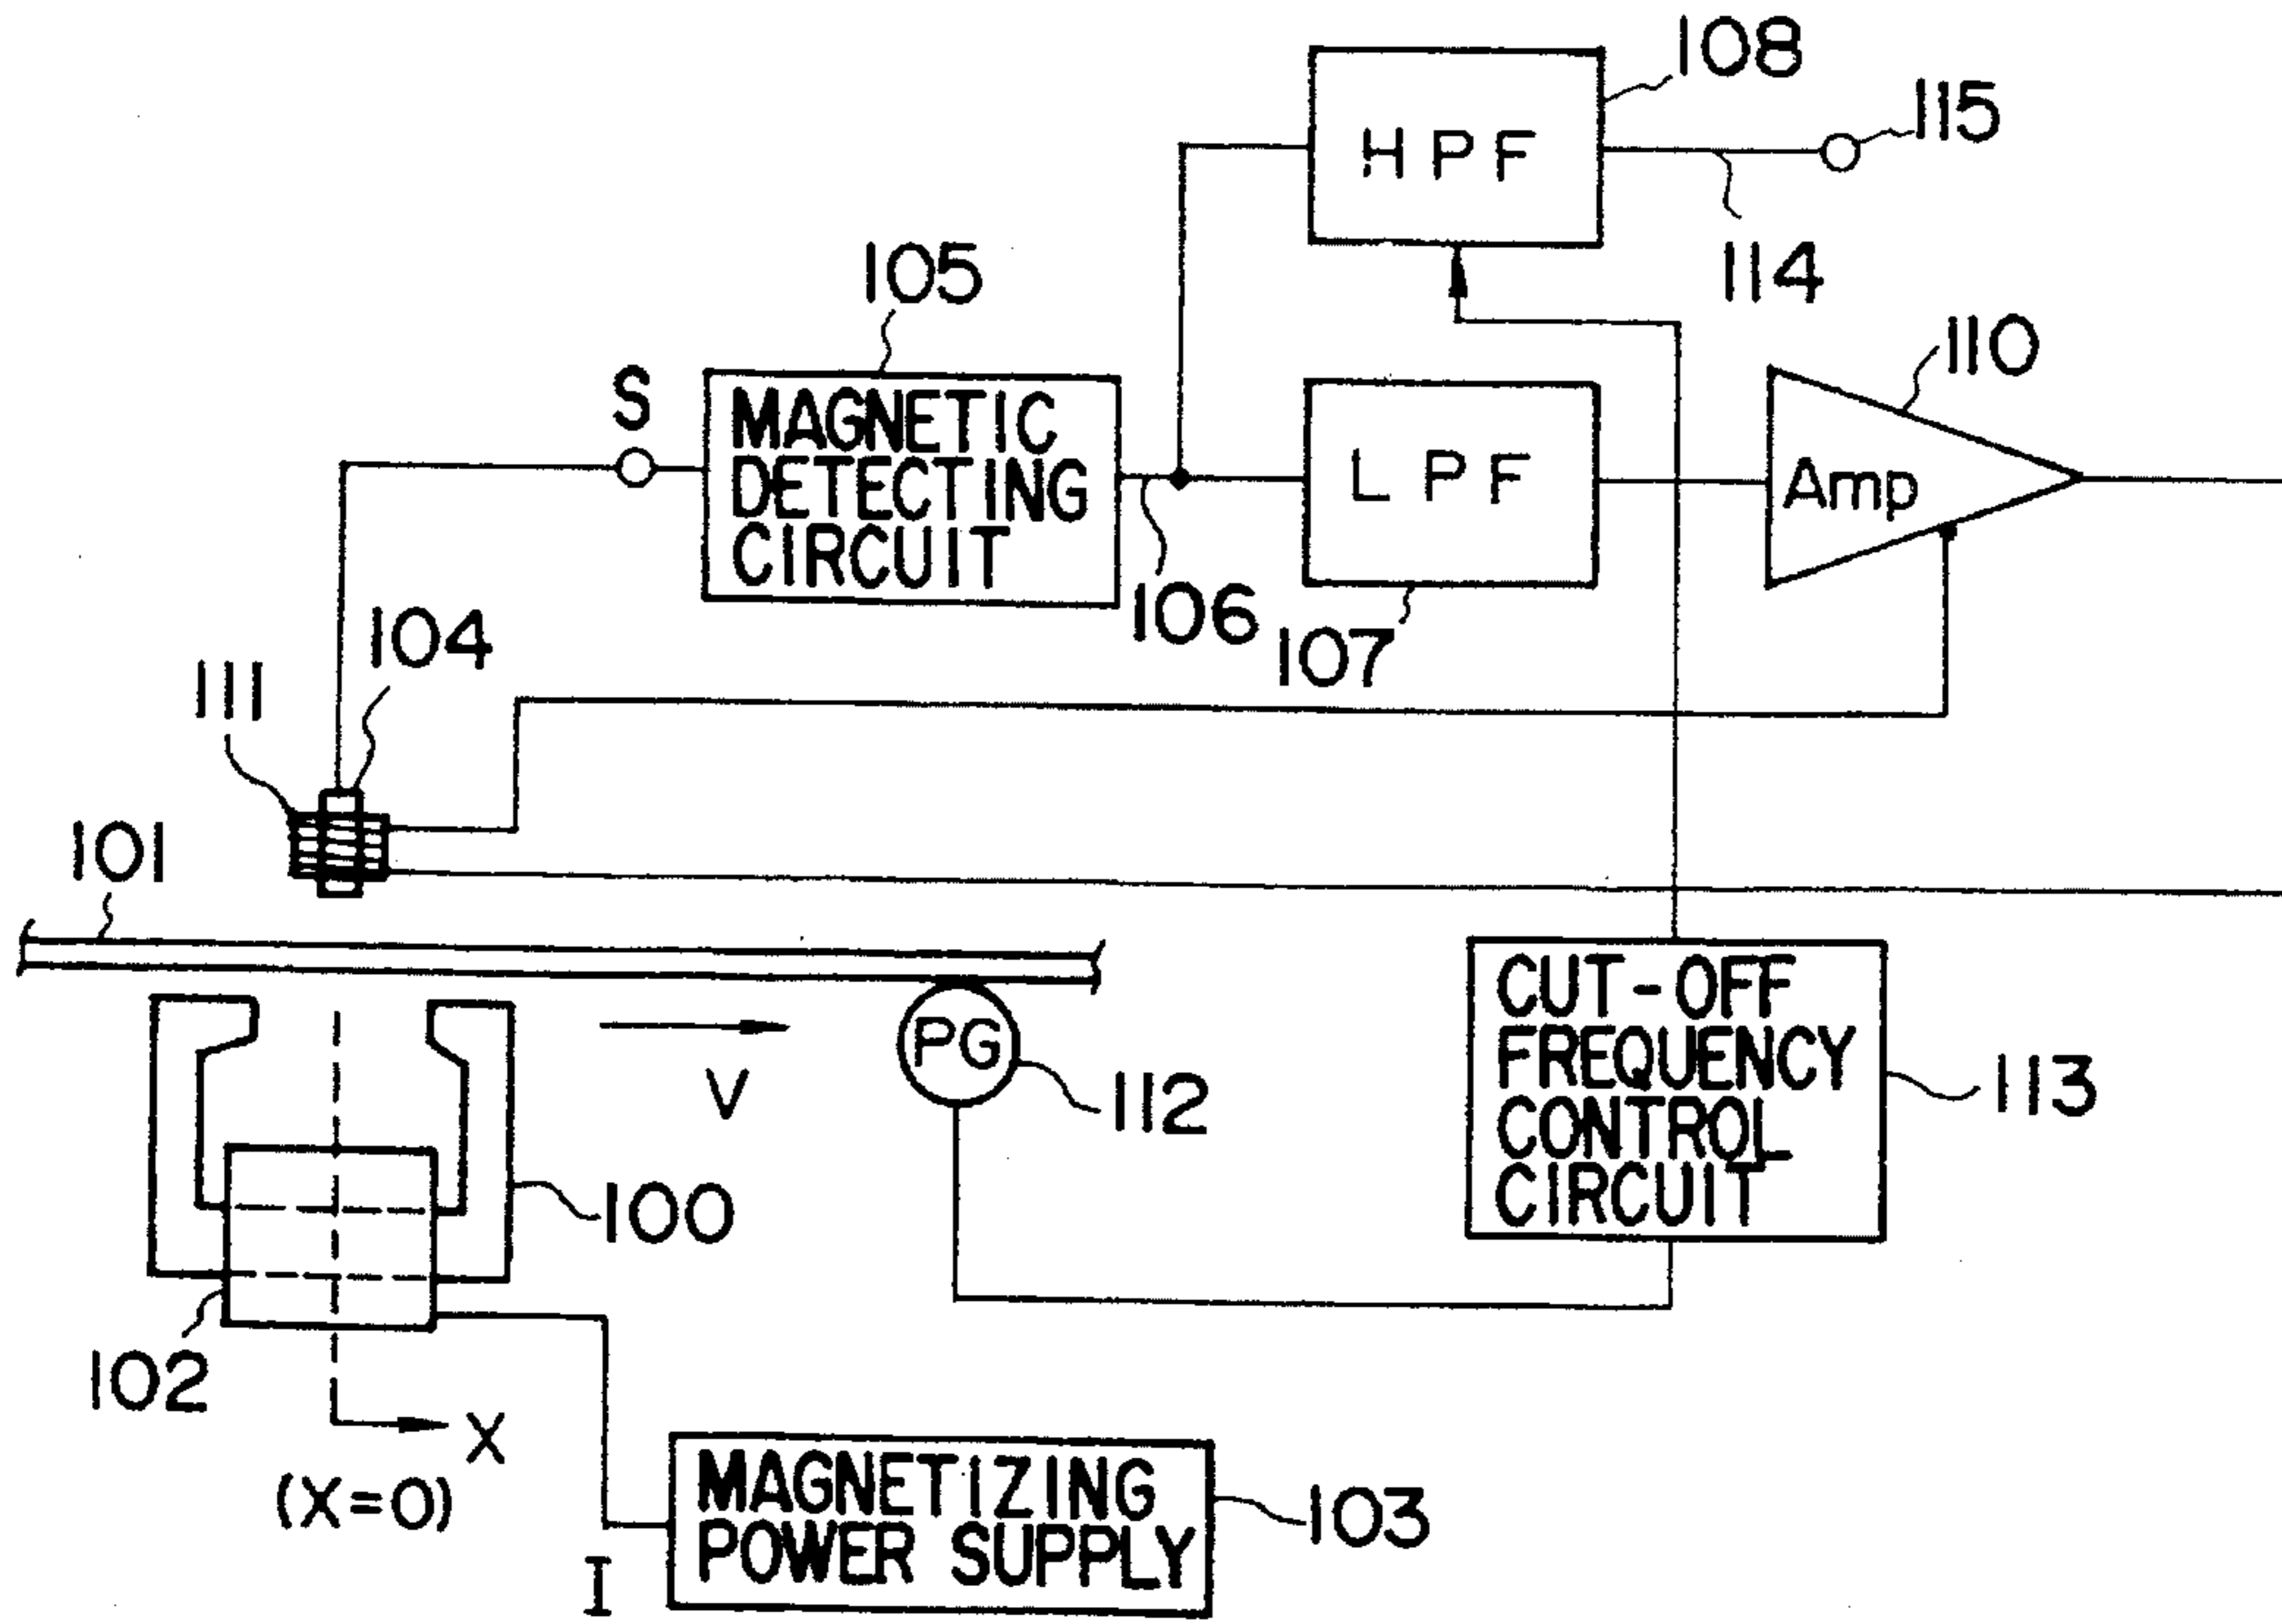 108
115
HPF
114
105
110
S
MAGNETIC
DETECTING
CIRCUIT
LPF
Amp
106
107
104
111
101
PG
V
112
CUT-OFF
FREQUENCY
CONTROL
CIRCUIT
113
100
102
X
(X=0)
MAGNETIZING
POWER SUPPLY
103
I